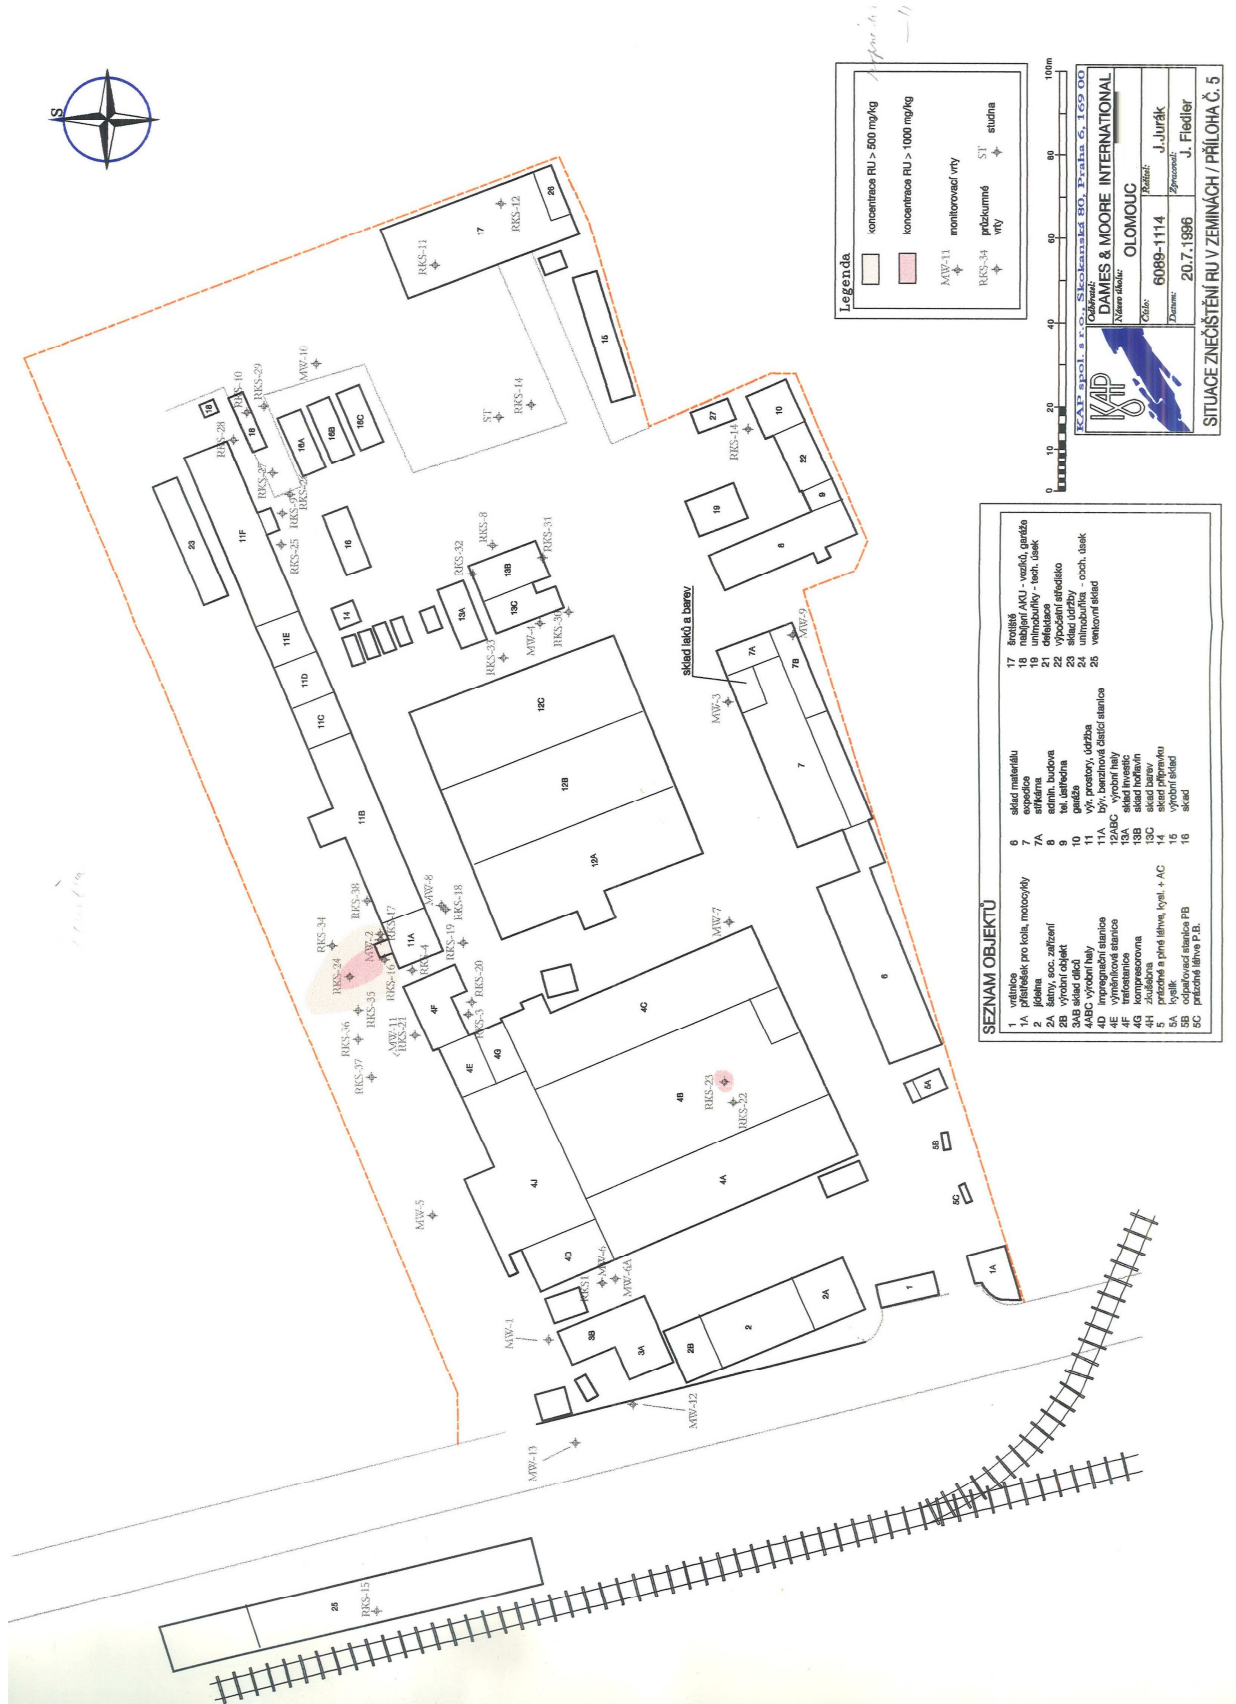 S
Legenda
koncentrace RU > 500 mg/kg
koncentrace RU > 1000 mg/kg
MW-11
monitorovací vrty
RKS-34
průzkumné
vrty
ST
studna
0
10
20
40
60
80
100m
KAP spol. s r.o., Skokanská 80, Praha 6, 169 00
KAP
Odběratel:
DAMES & MOORE INTERNATIONAL
Název úkolu:
OLOMOUC
Číslo:
6089-1114
Řešitel:
J.Jurák
Datum:
20.7.1996
Zpracoval:
J. Fiedler
SITUACE ZNEČIŠTĚNÍ RU V ZEMINÁCH / PŘÍLOHA Č. 5
SEZNAM OBJEKTŮ
1 vrátnice
1A přístřešek pro kola, motocykly
2 jídelna
2A šatny, soc. zařízení
2B výrobní objekt
3AB sklad dílců
4ABC výrobní haly
4D impregnační stanice
4E výměníková stanice
4F trafostanice
4G kompresorovna
4H zkušebna
5 prázdné a plné láhve, kysl. + AC
5A kyslík
5B odpařovací stanice PB
5C prázdné láhve P.B.
6 sklad materiálu
7 expedice
7A stříkárna
8 admin. budova
9 tel. ústředna
10 garáže
11 výr. prostory, údržba
11A býv. benzinová čistící stanice
12ABC výrobní haly
13A sklad investic
13B sklad hořlavin
13C sklad barev
14 sklad přípravků
15 výrobní sklad
16 sklad
17 šrotiště
18 nabíjení AKU - vozíků, garáže
19 unimobuňky - tech. úsek
21 defektace
22 výpočetní středisko
23 sklad údržby
24 unimobuňka - obch. úsek
25 venkovní sklad
sklad laků a barev
RKS-11
RKS-12
17
26
15
MW-10
RKS-29
RKS-10
RKS-28
18
18
16A
16B
16C
ST
RKS-14
RKS-27
RKS-9
RKS-25
23
11F
16
14
11E
11D
11C
11B
11A
RKS-32
RKS-8
RKS-31
13A
13B
13C
MW-4
RKS-30
RKS-33
12C
12B
12A
27
RKS-14
10
22
9
19
8
MW-9
7A
7B
7
MW-3
MW-7
6
RKS-38
RKS-34
RKS-24
RKS-35
RKS-36
RKS-37
MW-2
RKS-17
RKS-16
RKS-4
MW-8
RKS-18
RKS-19
RKS-20
RKS-3
MW-11
RKS-21
4F
4E
4G
4C
4B
4A
4J
4D
RKS-23
RKS-22
5A
5B
5C
1A
1
MW-5
RKS1
MW-6
MW-6A
MW-1
3B
3A
2B
2
2A
MW-12
MW-13
25
RKS-15